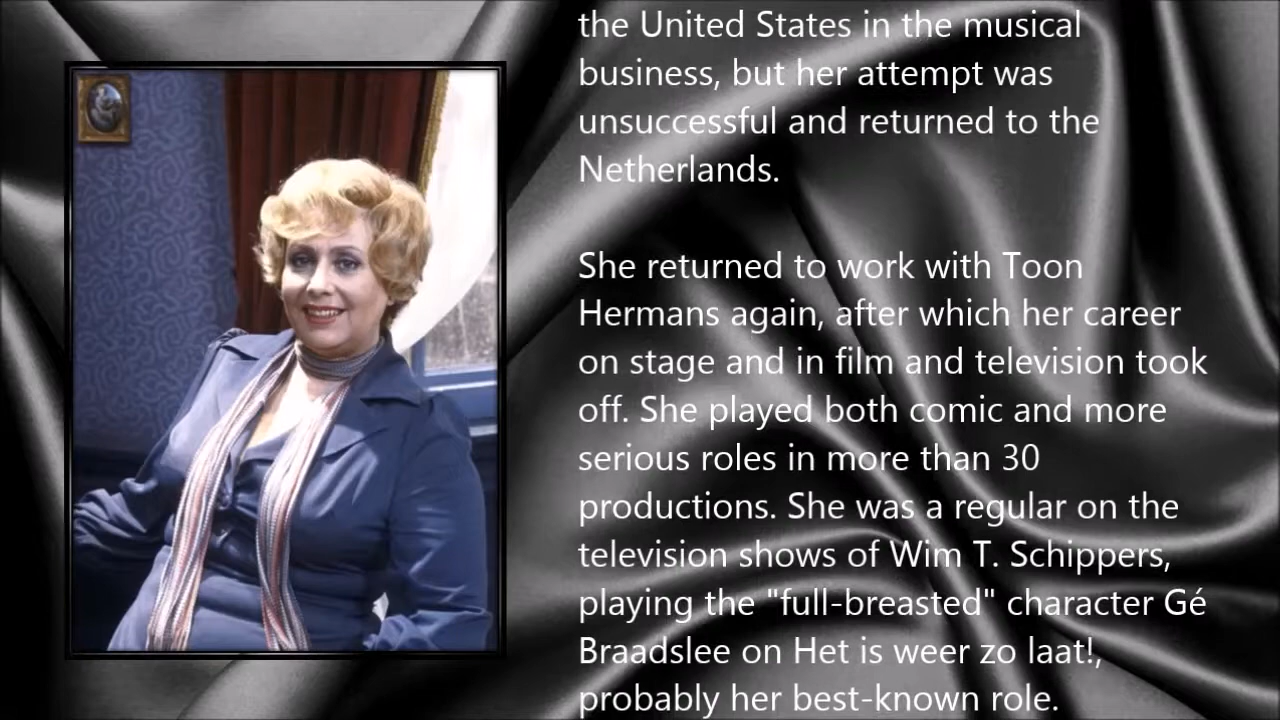 the United States in the musical
business, but her attempt was
unsuccessful and returned to the
Netherlands.
She returned to work with Toon
Hermans again, after which her career
on stage and in film and television took
off. She played both comic and more
serious roles in more than 30
productions. She was a regular on the
television shows of Wim T. Schippers,
playing the "full-breasted" character Gé
Braadslee on Het is weer zo laat!,
probably her best-known role.